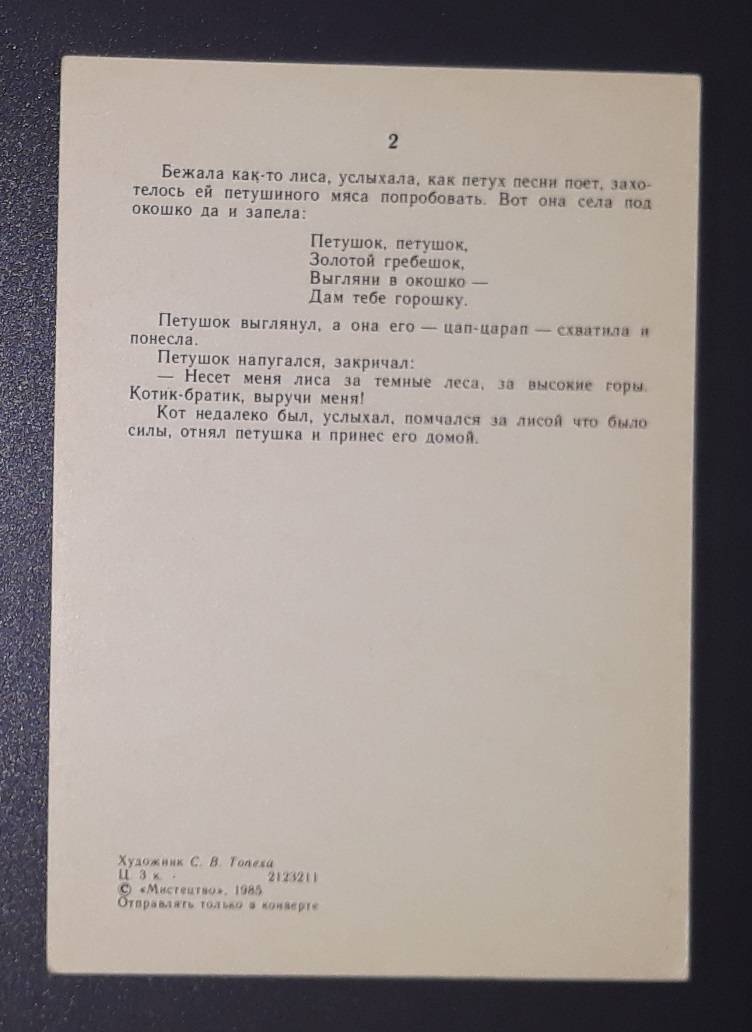 2
Бежала как-то лиса, услыхала, как петух песни поет, захо-
телось ей петушиного мяса попробовать. Вот она села под
окошко да и запела:
Петушок, петушок,
Золотой гребешок,
Выгляни в окошко —
Дам тебе горошку.
Петушок выглянул, а она его — цап-царап — схватила и
понесла.
Петушок напугался, закричал:
— Несет меня лиса за темные леса, за высокие горы.
Котик-братик, выручи меня!
Кот недалеко был, услыхал, помчался за лисой что было
силы, отнял петушка и принес его домой.
Художник С. В. Топеха
Ц. 3 к. 2123211
© «Мистецтво», 1985
Отправлять только в конверте